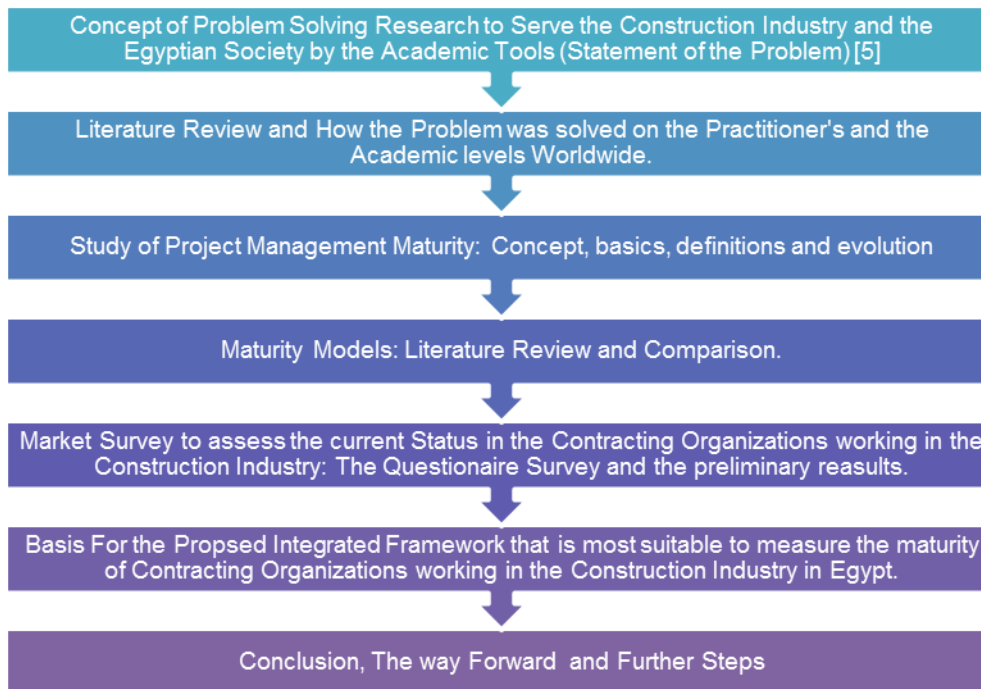 Concept of Problem Solving Research to Serve the Construction Industry and the
Egyptian Society by the Academic Tools (Statement of the Problem) [5]
Literature Review and How the Problem was solved on the Practitioner's and the
Academic levels Worldwide.
Study of Project Management Maturity: Concept, basics, definitions and evolution
Maturity Models: Literature Review and Comparison.
Market Survey to assess the current Status in the Contracting Organizations working in the
Construction Industry: The Questionaire Survey and the preliminary reasults.
Basis For the Propsed Integrated Framework that is most suitable to measure the maturity
of Contracting Organizations working in the Construction Industry in Egypt.
Conclusion, The way Forward and Further Steps